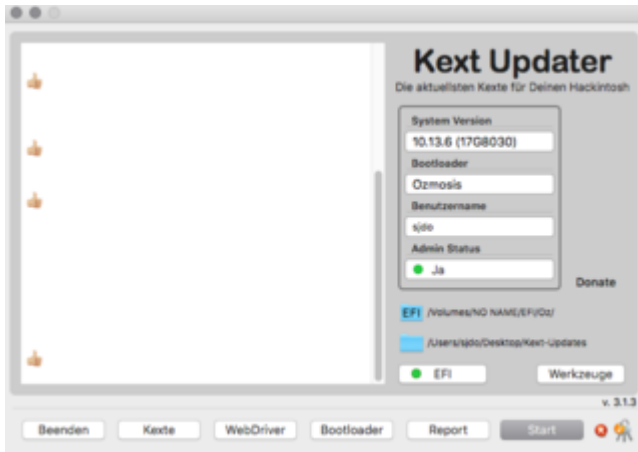 Kext Updater
Die aktuellsten Kexte für Deinen Hackintosh
System Version
10.13.6 (17G8030)
Bootloader
Ozmosis
Benutzername
sjdo
Admin Status
Ja
Donate
EFI /Volumes/NO NAME/EFI/Oz/
/Users/sjdo/Desktop/Kext-Updates
EFI Werkzeuge
v. 3.1.3
Beenden Kexte WebDriver Bootloader Report Start